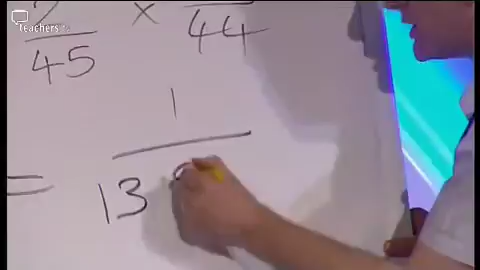 Teachers
×
45 44
1
= 13